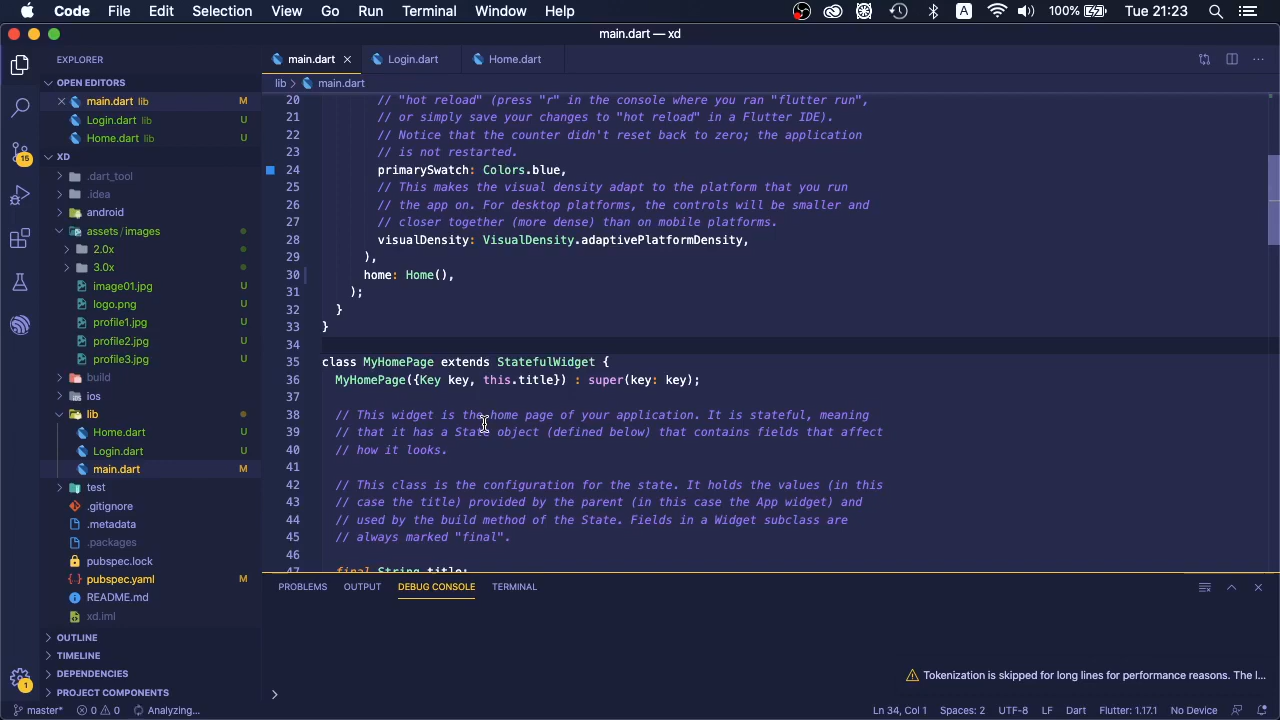 Code File Edit Selection View Go Run Terminal Window Help A 100% Tue 21:23
main.dart — xd
EXPLORER
main.dart
Login.dart
Home.dart
OPEN EDITORS
main.dart lib M
Login.dart lib U
Home.dart lib U
XD
.dart_tool
.idea
android
assets/images
2.0x
3.0x
image01.jpg U
logo.png U
profile1.jpg U
profile2.jpg U
profile3.jpg U
build
ios
lib
Home.dart U
Login.dart U
main.dart M
test
.gitignore
.metadata
.packages
pubspec.lock
pubspec.yaml M
README.md
xd.iml
OUTLINE
TIMELINE
DEPENDENCIES
PROJECT COMPONENTS
15
1
lib > main.dart
20 // "hot reload" (press "r" in the console where you ran "flutter run",
21 // or simply save your changes to "hot reload" in a Flutter IDE).
22 // Notice that the counter didn't reset back to zero; the application
23 // is not restarted.
24 primarySwatch: Colors.blue,
25 // This makes the visual density adapt to the platform that you run
26 // the app on. For desktop platforms, the controls will be smaller and
27 // closer together (more dense) than on mobile platforms.
28 visualDensity: VisualDensity.adaptivePlatformDensity,
29 ),
30 home: Home(),
31 );
32 }
33 }
34
35 class MyHomePage extends StatefulWidget {
36 MyHomePage({Key key, this.title}) : super(key: key);
37
38 // This widget is the home page of your application. It is stateful, meaning
39 // that it has a State object (defined below) that contains fields that affect
40 // how it looks.
41
42 // This class is the configuration for the state. It holds the values (in this
43 // case the title) provided by the parent (in this case the App widget) and
44 // used by the build method of the State. Fields in a Widget subclass are
45 // always marked "final".
46
47 final String title;
PROBLEMS OUTPUT DEBUG CONSOLE TERMINAL
Tokenization is skipped for long lines for performance reasons. The l...
master* 0 0 Analyzing... Ln 34, Col 1 Spaces: 2 UTF-8 LF Dart Flutter: 1.17.1 No Device